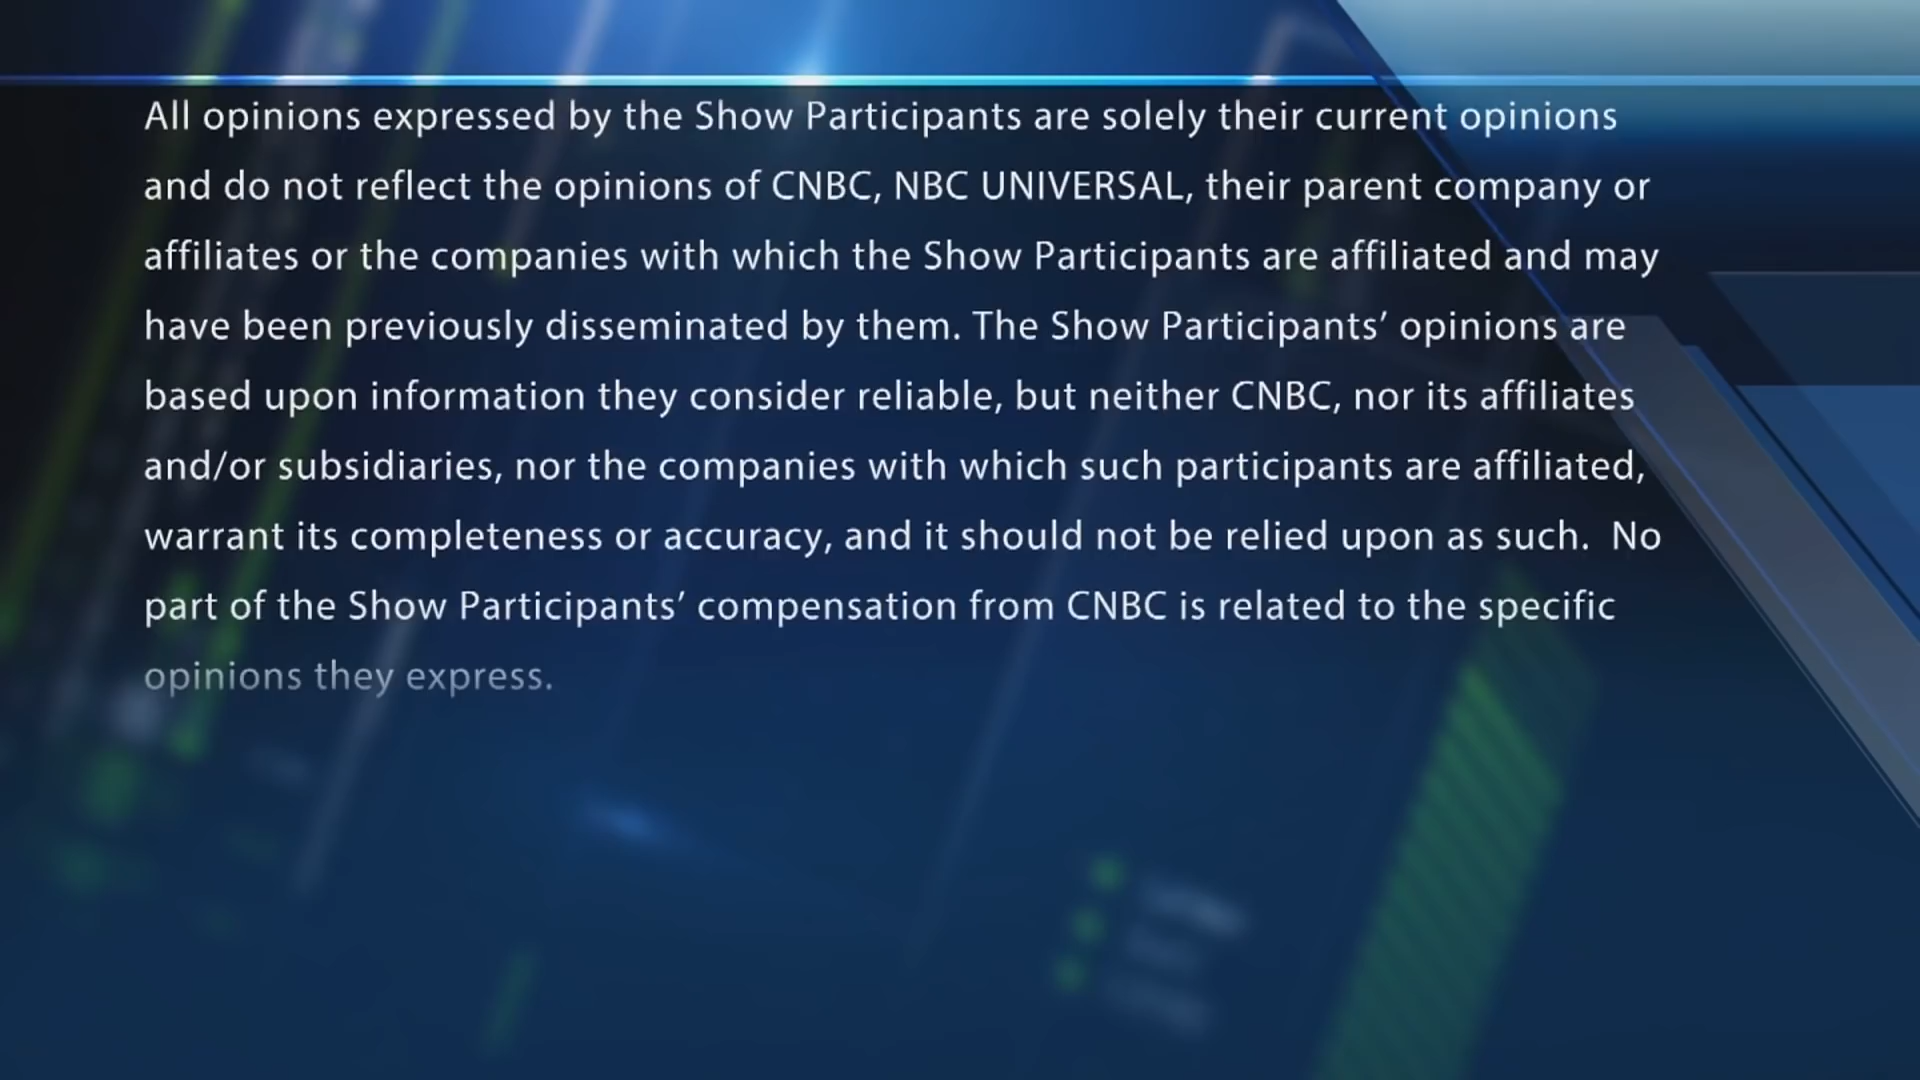 All opinions expressed by the Show Participants are solely their current opinions
and do not reflect the opinions of CNBC, NBC UNIVERSAL, their parent company or
affiliates or the companies with which the Show Participants are affiliated and may
have been previously disseminated by them. The Show Participants’ opinions are
based upon information they consider reliable, but neither CNBC, nor its affiliates
and/or subsidiaries, nor the companies with which such participants are affiliated,
warrant its completeness or accuracy, and it should not be relied upon as such.  No
part of the Show Participants’ compensation from CNBC is related to the specific
opinions they express.